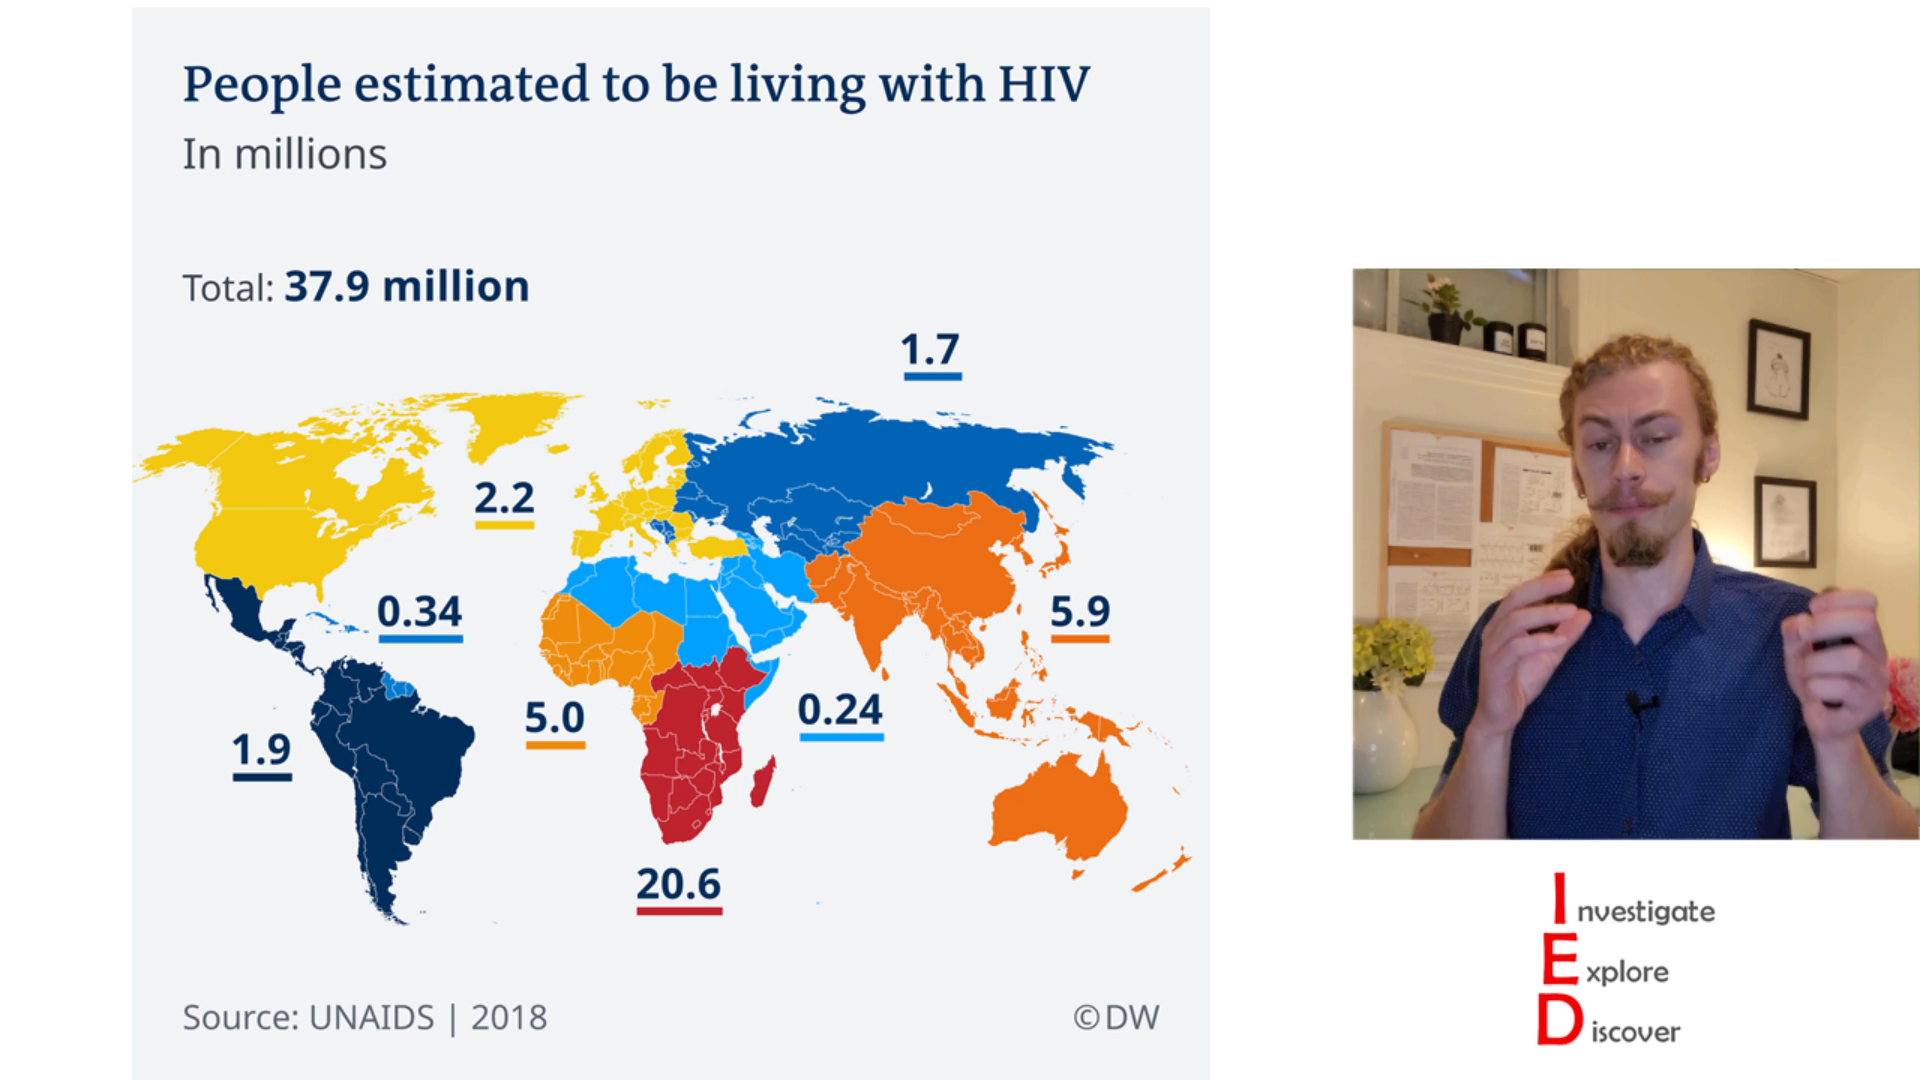 People estimated to be living with HIV
In millions
Total: 37.9 million
1.7
2.2
0.34
5.9
5.0
0.24
1.9
20.6
Source: UNAIDS | 2018
©DW
Investigate
Explore
Discover